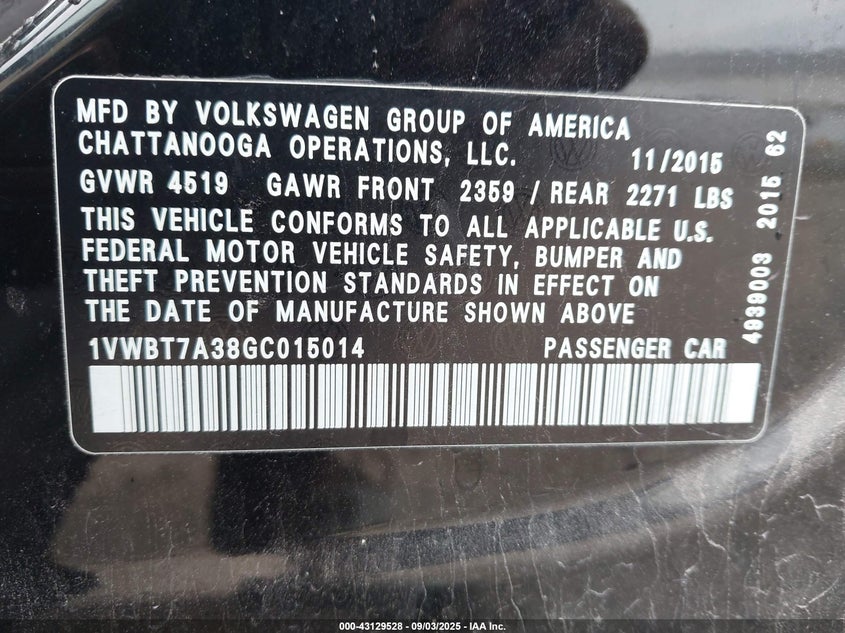 MFD BY VOLKSWAGEN GROUP OF AMERICA
CHATTANOOGA OPERATIONS, LLC. 11/2015
GVWR 4519 GAWR FRONT 2359 / REAR 2271 LBS
THIS VEHICLE CONFORMS TO ALL APPLICABLE U.S.
FEDERAL MOTOR VEHICLE SAFETY, BUMPER AND
THEFT PREVENTION STANDARDS IN EFFECT ON
THE DATE OF MANUFACTURE SHOWN ABOVE
1VWBT7A38GC015014 PASSENGER CAR
4939003 2015 62
000-43129528 - 09/03/2025 - IAA Inc.